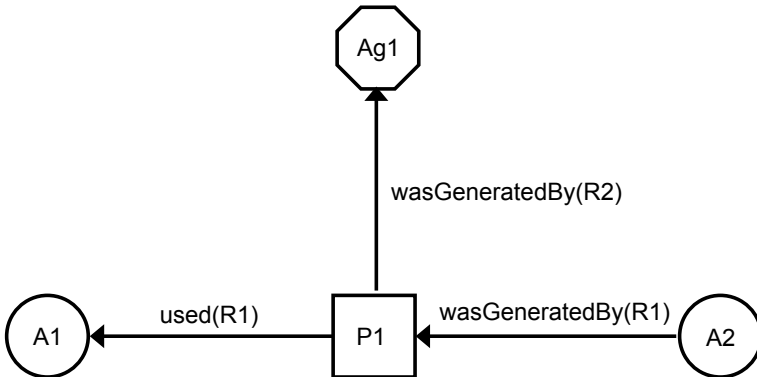 Ag1
wasGeneratedBy(R2)
used(R1)
wasGeneratedBy(R1)
A1
P1
A2